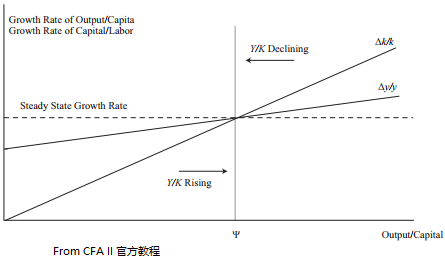 Growth Rate of Output/Capita
Growth Rate of Capital/Labor
Y/K Declining
Δk/k
Δy/y
Steady State Growth Rate
Y/K Rising
Ψ
Output/Capital
From CFA II 官方教程